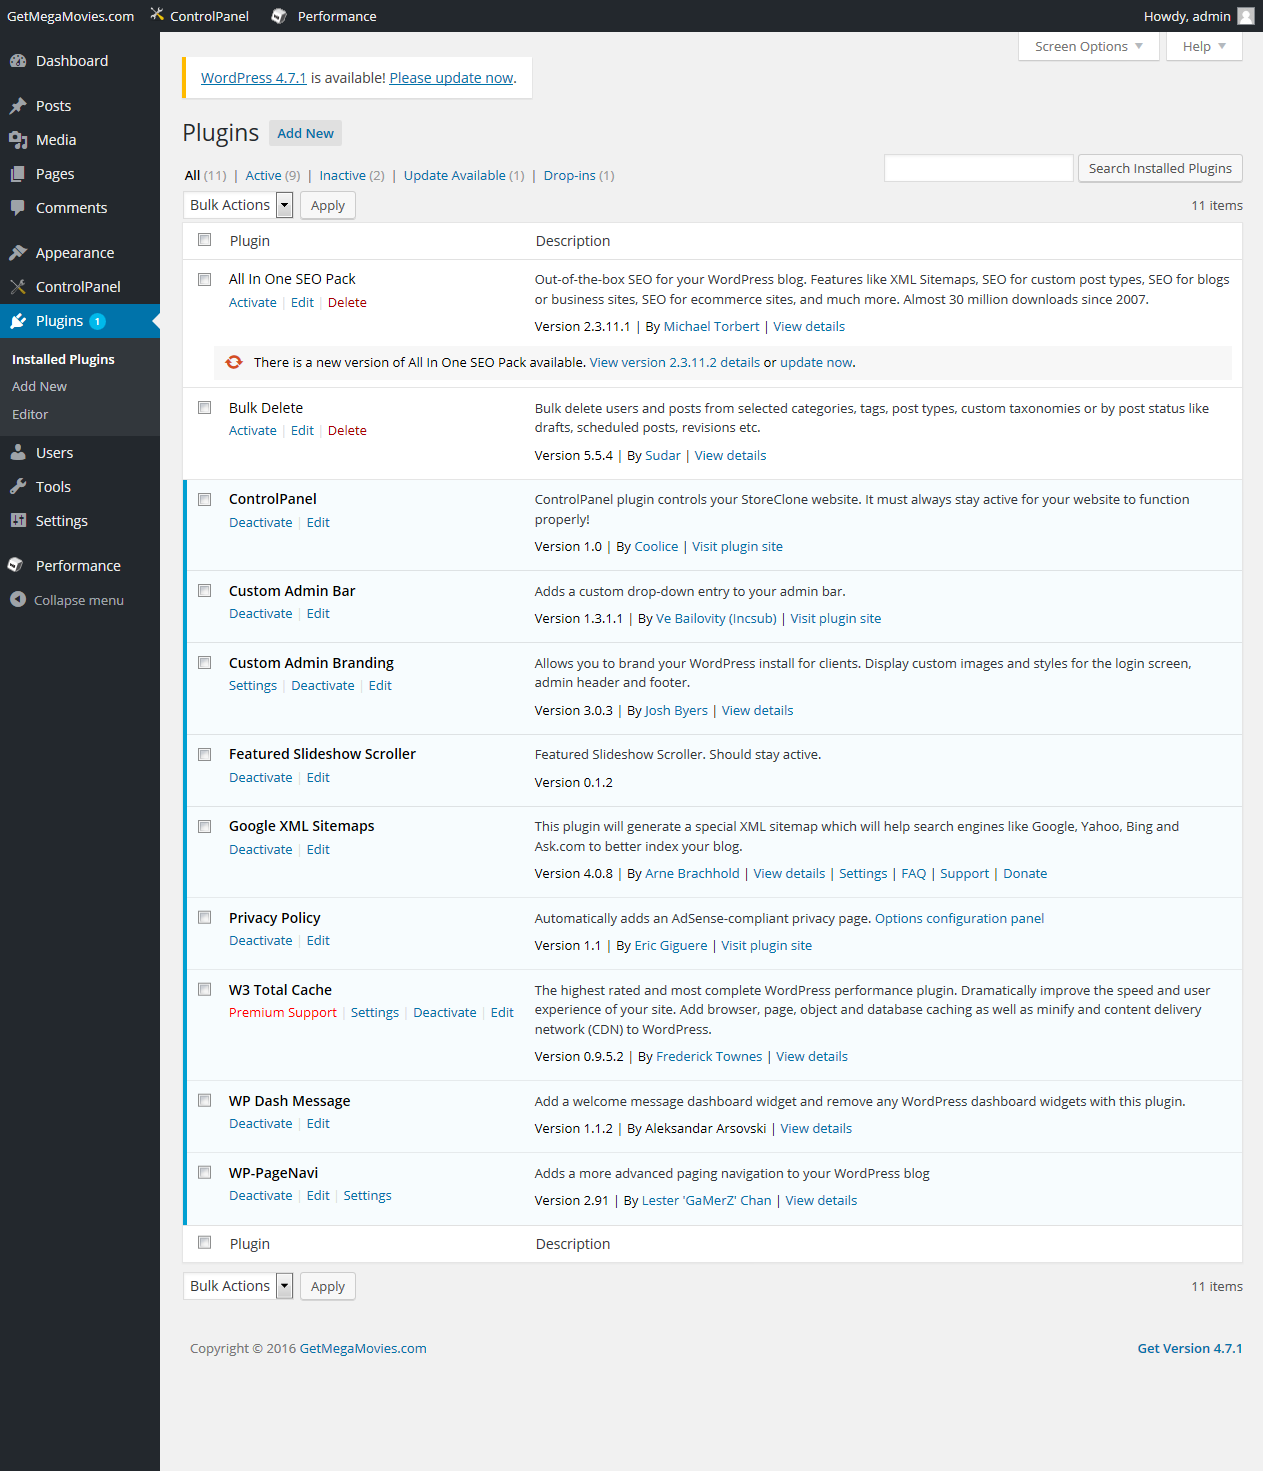 GetMegaMovies.com ControlPanel Performance Howdy, admin
Screen Options Help
Dashboard
Posts
Media
Pages
Comments
Appearance
ControlPanel
Plugins 1
Installed Plugins
Add New
Editor
Users
Tools
Settings
Performance
Collapse menu
WordPress 4.7.1 is available! Please update now.
Plugins Add New
All (11) | Active (9) | Inactive (2) | Update Available (1) | Drop-ins (1)
Search Installed Plugins
Bulk Actions Apply 11 items
Plugin Description
All In One SEO Pack
Activate | Edit | Delete
Out-of-the-box SEO for your WordPress blog. Features like XML Sitemaps, SEO for custom post types, SEO for blogs
or business sites, SEO for ecommerce sites, and much more. Almost 30 million downloads since 2007.
Version 2.3.11.1 | By Michael Torbert | View details
There is a new version of All In One SEO Pack available. View version 2.3.11.2 details or update now.
Bulk Delete
Activate | Edit | Delete
Bulk delete users and posts from selected categories, tags, post types, custom taxonomies or by post status like
drafts, scheduled posts, revisions etc.
Version 5.5.4 | By Sudar | View details
ControlPanel
Deactivate | Edit
ControlPanel plugin controls your StoreClone website. It must always stay active for your website to function
properly!
Version 1.0 | By Coolice | Visit plugin site
Custom Admin Bar
Deactivate | Edit
Adds a custom drop-down entry to your admin bar.
Version 1.3.1.1 | By Ve Bailovity (Incsub) | Visit plugin site
Custom Admin Branding
Settings | Deactivate | Edit
Allows you to brand your WordPress install for clients. Display custom images and styles for the login screen,
admin header and footer.
Version 3.0.3 | By Josh Byers | View details
Featured Slideshow Scroller
Deactivate | Edit
Featured Slideshow Scroller. Should stay active.
Version 0.1.2
Google XML Sitemaps
Deactivate | Edit
This plugin will generate a special XML sitemap which will help search engines like Google, Yahoo, Bing and
Ask.com to better index your blog.
Version 4.0.8 | By Arne Brachhold | View details | Settings | FAQ | Support | Donate
Privacy Policy
Deactivate | Edit
Automatically adds an AdSense-compliant privacy page. Options configuration panel
Version 1.1 | By Eric Giguere | Visit plugin site
W3 Total Cache
Premium Support | Settings | Deactivate | Edit
The highest rated and most complete WordPress performance plugin. Dramatically improve the speed and user
experience of your site. Add browser, page, object and database caching as well as minify and content delivery
network (CDN) to WordPress.
Version 0.9.5.2 | By Frederick Townes | View details
WP Dash Message
Deactivate | Edit
Add a welcome message dashboard widget and remove any WordPress dashboard widgets with this plugin.
Version 1.1.2 | By Aleksandar Arsovski | View details
WP-PageNavi
Deactivate | Edit | Settings
Adds a more advanced paging navigation to your WordPress blog
Version 2.91 | By Lester 'GaMerZ' Chan | View details
Plugin Description
Bulk Actions Apply 11 items
Copyright © 2016 GetMegaMovies.com Get Version 4.7.1